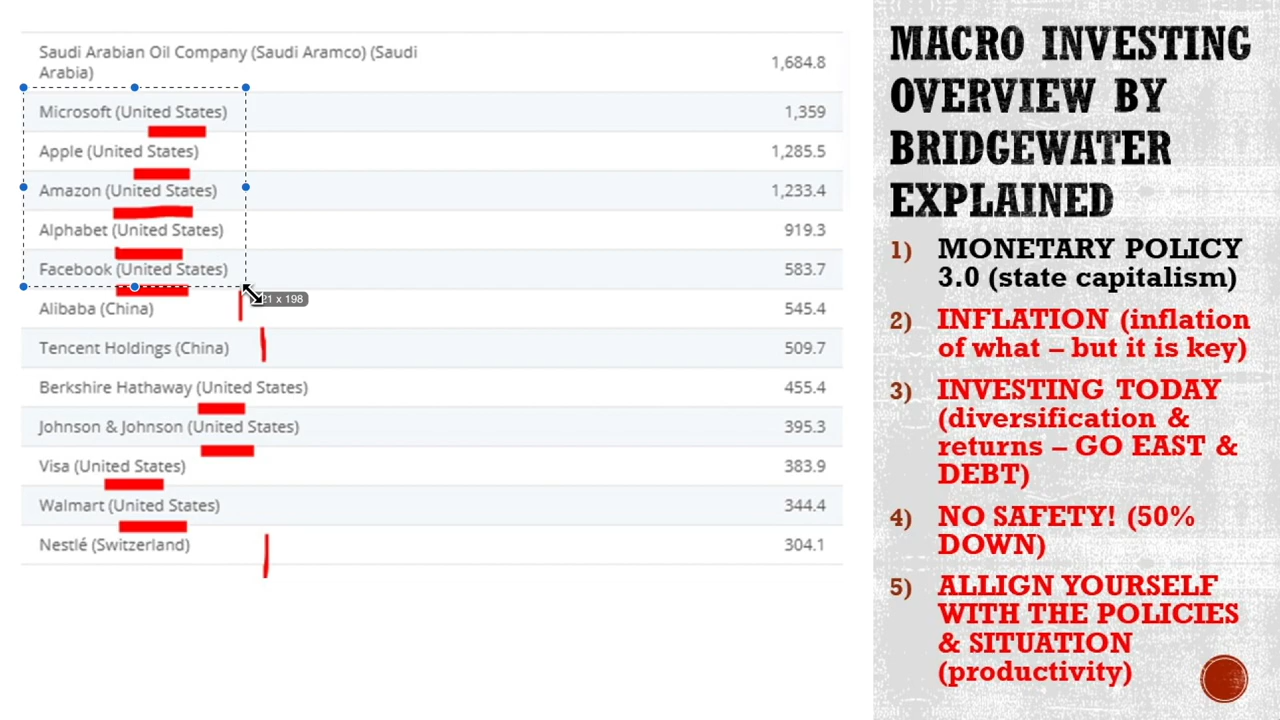 Saudi Arabian Oil Company (Saudi Aramco) (Saudi
Arabia) 1,684.8
Microsoft (United States) 1,359
Apple (United States) 1,285.5
Amazon (United States) 1,233.4
Alphabet (United States) 919.3
Facebook (United States) 583.7
21 x 198
Alibaba (China) 545.4
Tencent Holdings (China) 509.7
Berkshire Hathaway (United States) 455.4
Johnson & Johnson (United States) 395.3
Visa (United States) 383.9
Walmart (United States) 344.4
Nestlé (Switzerland) 304.1
MACRO INVESTING
OVERVIEW BY
BRIDGEWATER
EXPLAINED
1) MONETARY POLICY
3.0 (state capitalism)
2) INFLATION (inflation
of what – but it is key)
3) INVESTING TODAY
(diversification &
returns – GO EAST &
DEBT)
4) NO SAFETY! (50%
DOWN)
5) ALLIGN YOURSELF
WITH THE POLICIES
& SITUATION
(productivity)